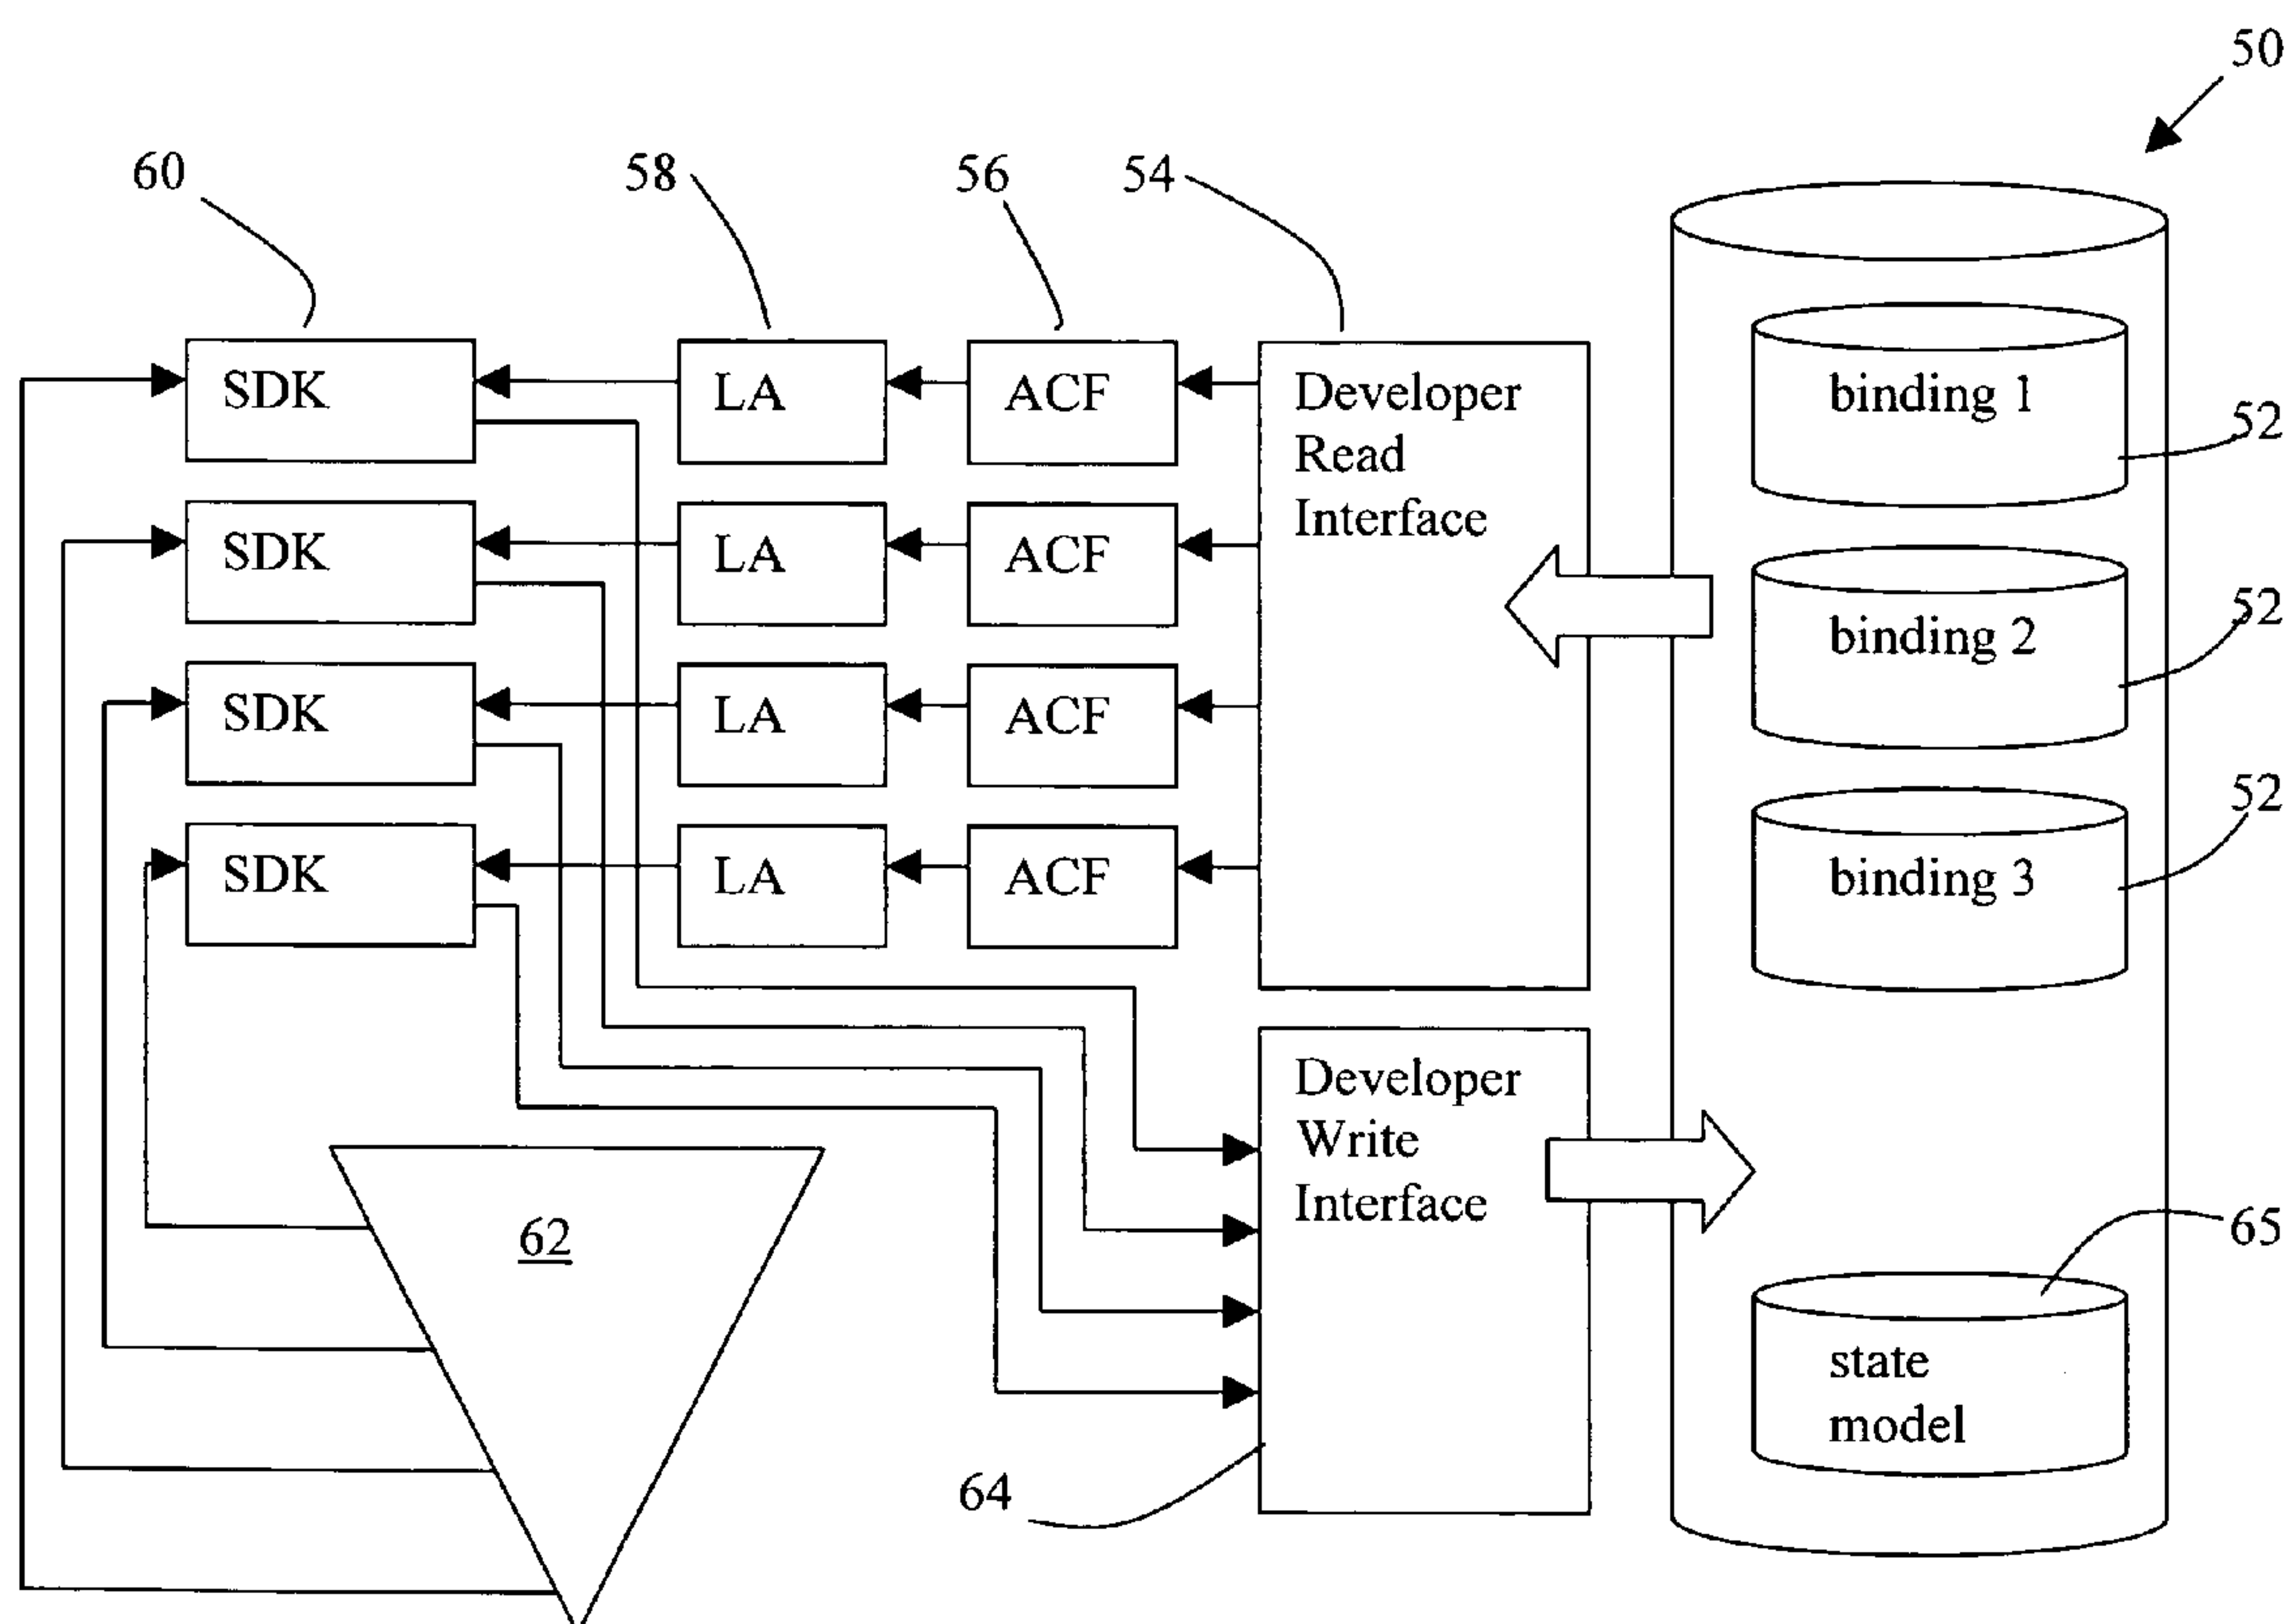 50
60
58
56
54
SDK
LA
ACF
Developer
Read
Interface
binding 1
52
SDK
LA
ACF
binding 2
52
SDK
LA
ACF
binding 3
52
SDK
LA
ACF
Developer
Write
Interface
62
64
65
state
model